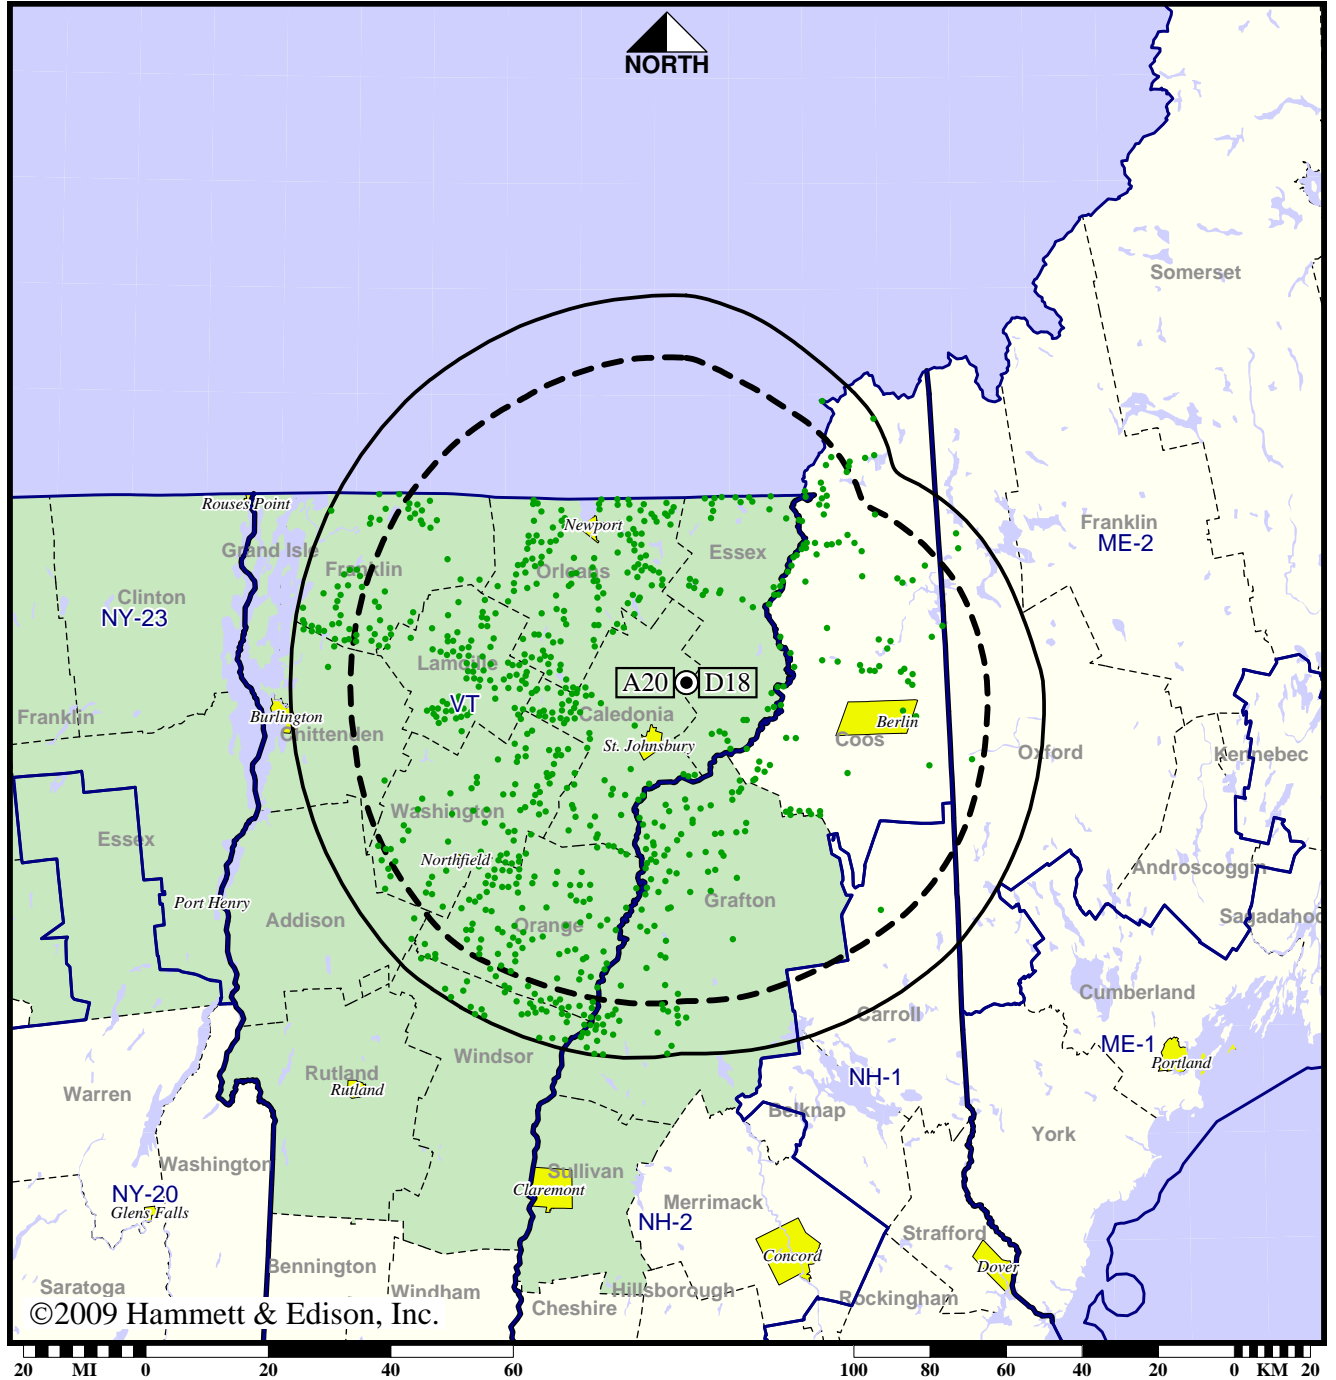 NORTH
Somerset
Rouses Point
Newport
Grand Isle
Essex
Franklin
ME-2
Franklin
Orleans
Clinton
NY-23
Lamoille
A20
D18
VT
Franklin
Burlington
Caledonia
Berlin
Chittenden
St. Johnsbury
Coos
Oxford
Kennebec
Washington
Essex
Northfield
Androscoggin
Port Henry
Grafton
Addison
Orange
Sagadahoc
Cumberland
Carroll
ME-1
Windsor
Portland
Rutland
Rutland
NH-1
Warren
Belknap
York
Washington
Sullivan
Claremont
NY-20
Glens Falls
Merrimack
NH-2
Strafford
Concord
Dover
Bennington
Saratoga
Windham
Hillsborough
Rockingham
Cheshire
©2009 Hammett & Edison, Inc.
20 MI 0 20 40 60 100 80 60 40 20 0 KM 20